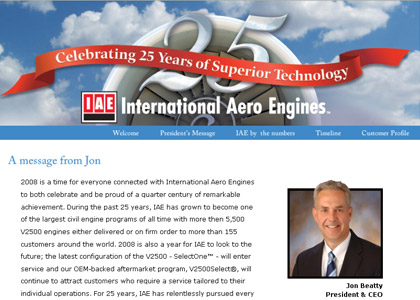 25
Celebrating 25 Years of Superior Technology
IAE International Aero Engines
Welcome President's Message IAE by the numbers Timeline Customer Profile
A message from Jon
2008 is a time for everyone connected with International Aero Engines
to both celebrate and be proud of a quarter century of remarkable
achievement. During the past 25 years, IAE has grown to become one
of the largest civil engine programs of all time with more then 5,500
V2500 engines either delivered or on firm order to more than 155
customers around the world. 2008 is also a year for IAE to look to the
future; the latest configuration of the V2500 - SelectOne™ - will enter
service and our OEM-backed aftermarket program, V2500Select®, will
continue to attract customers who require a service tailored to their
individual operations. For 25 years, IAE has relentlessly pursued every
Jon Beatty
President & CEO